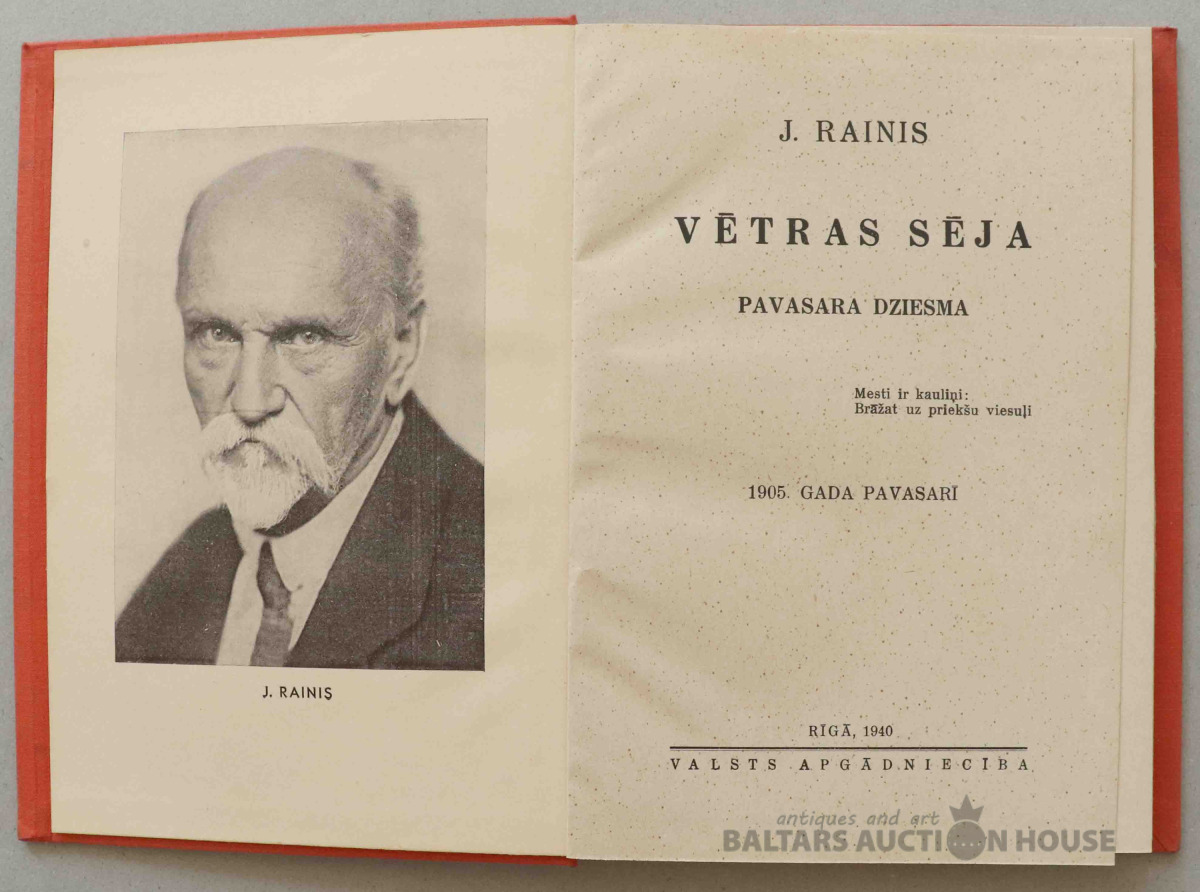 J. RAINIS
J. RAINIS
VĒTRAS SĒJA
PAVASARA DZIESMA
Mesti ir kauliņi:
Brāžat uz priekšu viesuļi
1905. GADA PAVASARĪ
RĪGĀ, 1940
VALSTS APGĀDNIECĪBA
antiques and art
BALTARS AUCTION HOUSE